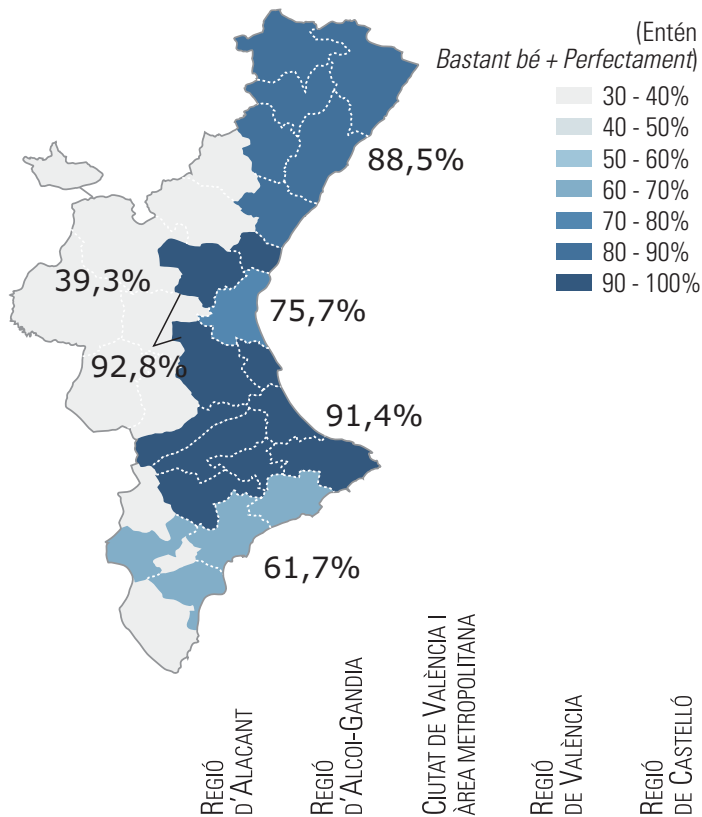 (Entén
Bastant bé + Perfectament)
30 - 40%
40 - 50%
50 - 60%
60 - 70%
70 - 80%
80 - 90%
90 - 100%
88,5%
39,3%
75,7%
92,8%
91,4%
61,7%
REGIÓ
D'ALACANT
REGIÓ
D'ALCOI-GANDIA
CIUTAT DE VALÈNCIA I
ÀREA METROPOLITANA
REGIÓ
DE VALÈNCIA
REGIÓ
DE CASTELLÓ